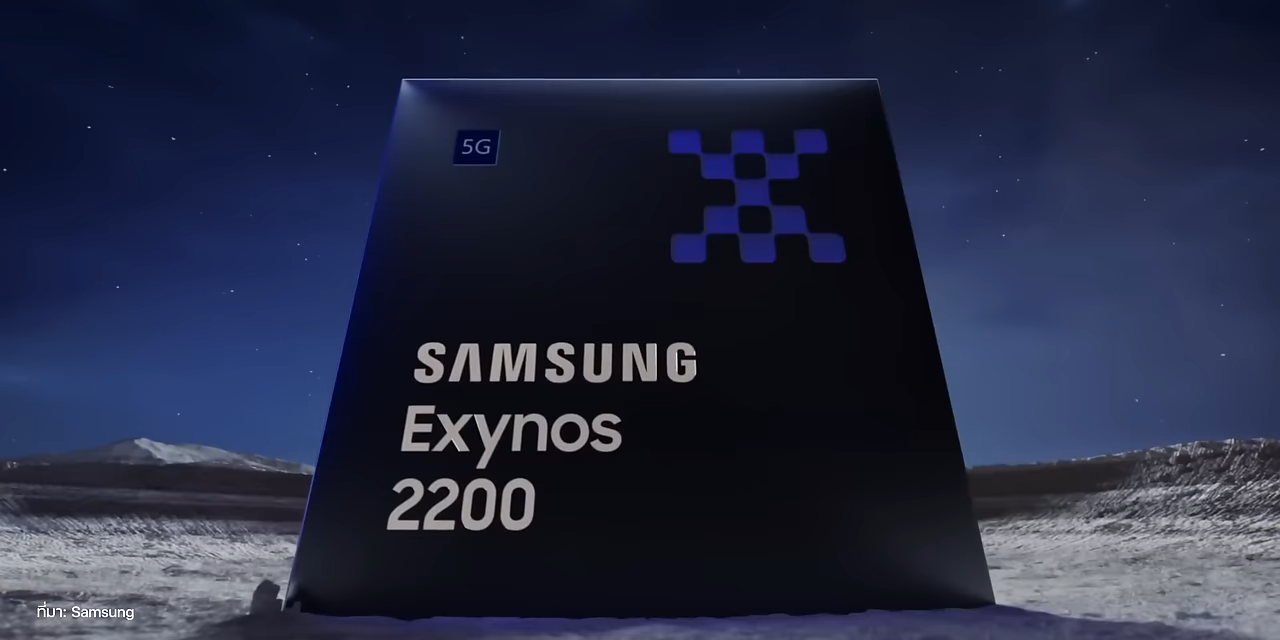 5G
SAMSUNG
Exynos
2200
ที่มา: Samsung